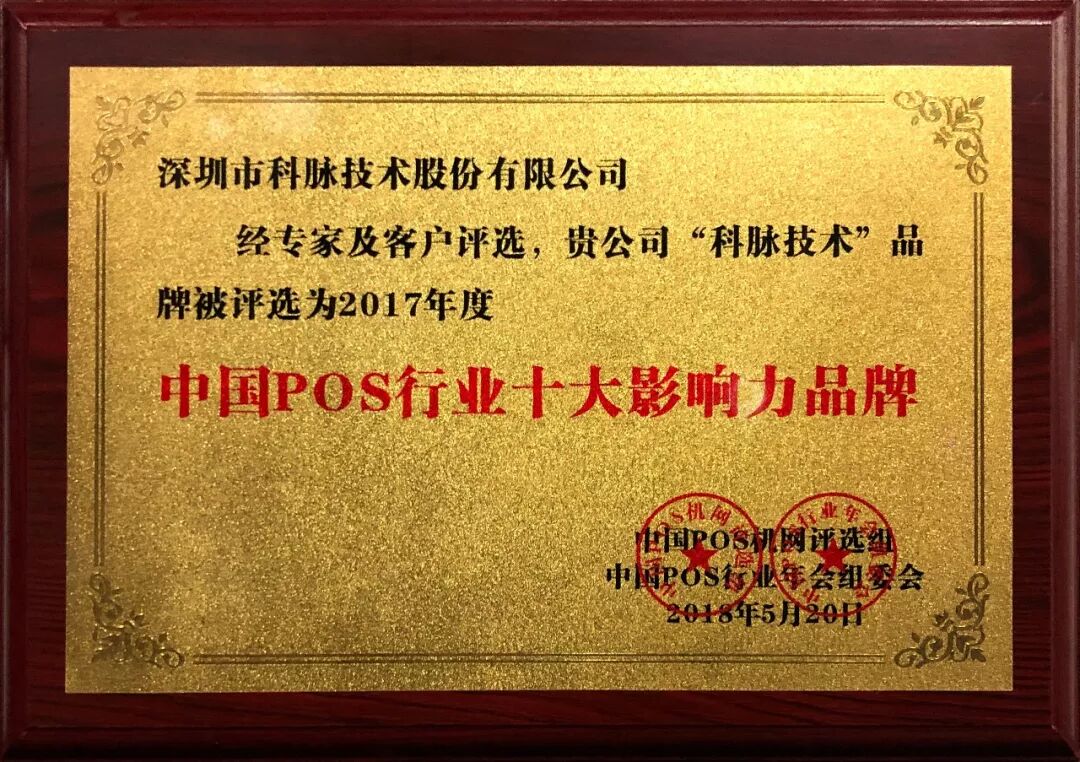 深圳市科脉技术股份有限公司
经专家及客户评选，贵公司“科脉技术”品
牌被评选为2017年度
中国POS行业十大影响力品牌
中国POS机网评选组
中国POS行业年会组委会
2018年5月20日